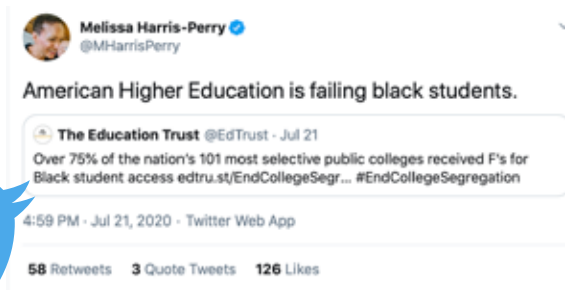 Melissa Harris-Perry
@MHarrisPerry
American Higher Education is failing black students.
The Education Trust @EdTrust · Jul 21
Over 75% of the nation's 101 most selective public colleges received F's for
Black student access edtru.st/EndCollegeSegr... #EndCollegeSegregation
4:59 PM · Jul 21, 2020 · Twitter Web App
58 Retweets 3 Quote Tweets 126 Likes